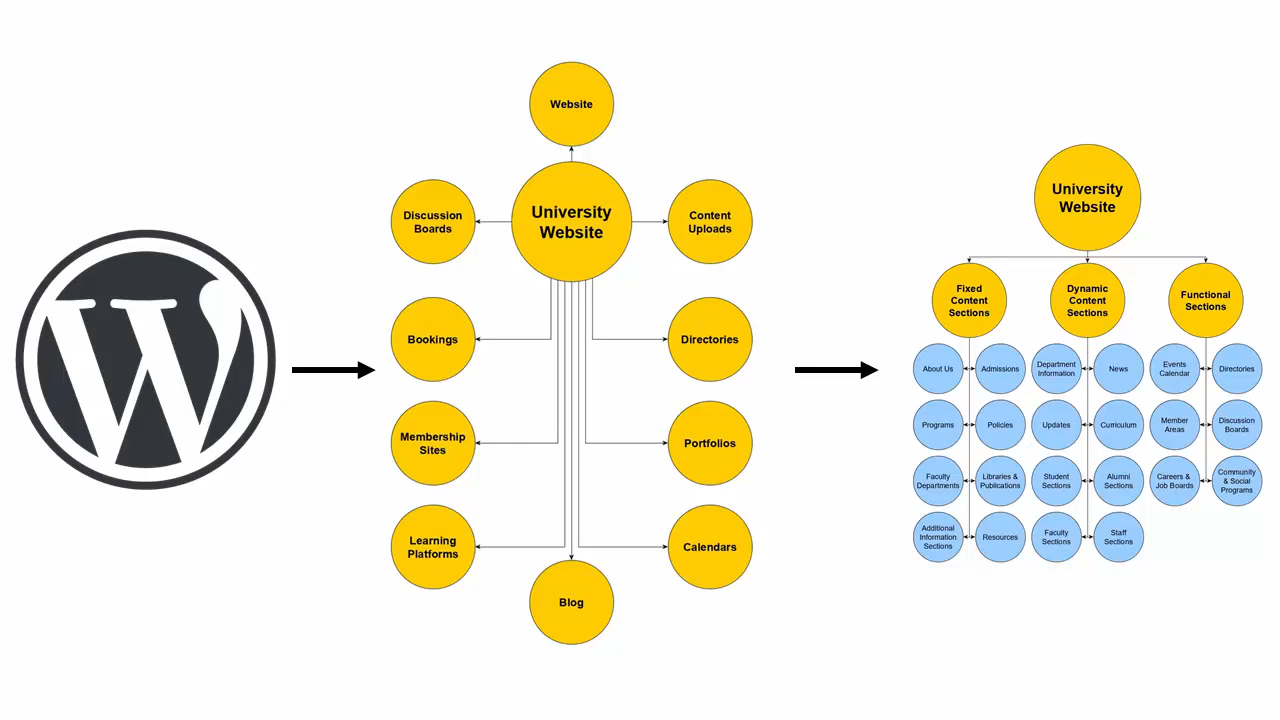 Website
University
Website
Discussion
Boards
Content
Uploads
Bookings
Directories
Membership
Sites
Portfolios
Learning
Platforms
Calendars
Blog
University
Website
Fixed
Content
Sections
Dynamic
Content
Sections
Functional
Sections
About Us
Admissions
Department
Information
News
Events
Calendar
Directories
Programs
Policies
Updates
Curriculum
Member
Areas
Discussion
Boards
Faculty
Departments
Libraries &
Publications
Student
Sections
Alumni
Sections
Careers &
Job Boards
Community
& Social
Programs
Additional
Information
Sections
Resources
Faculty
Sections
Staff
Sections